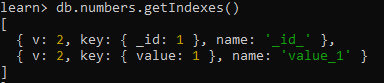 learn> db.numbers.getIndexes()
[
  { v: 2, key: { _id: 1 }, name: '_id_' },
  { v: 2, key: { value: 1 }, name: 'value_1' }
]